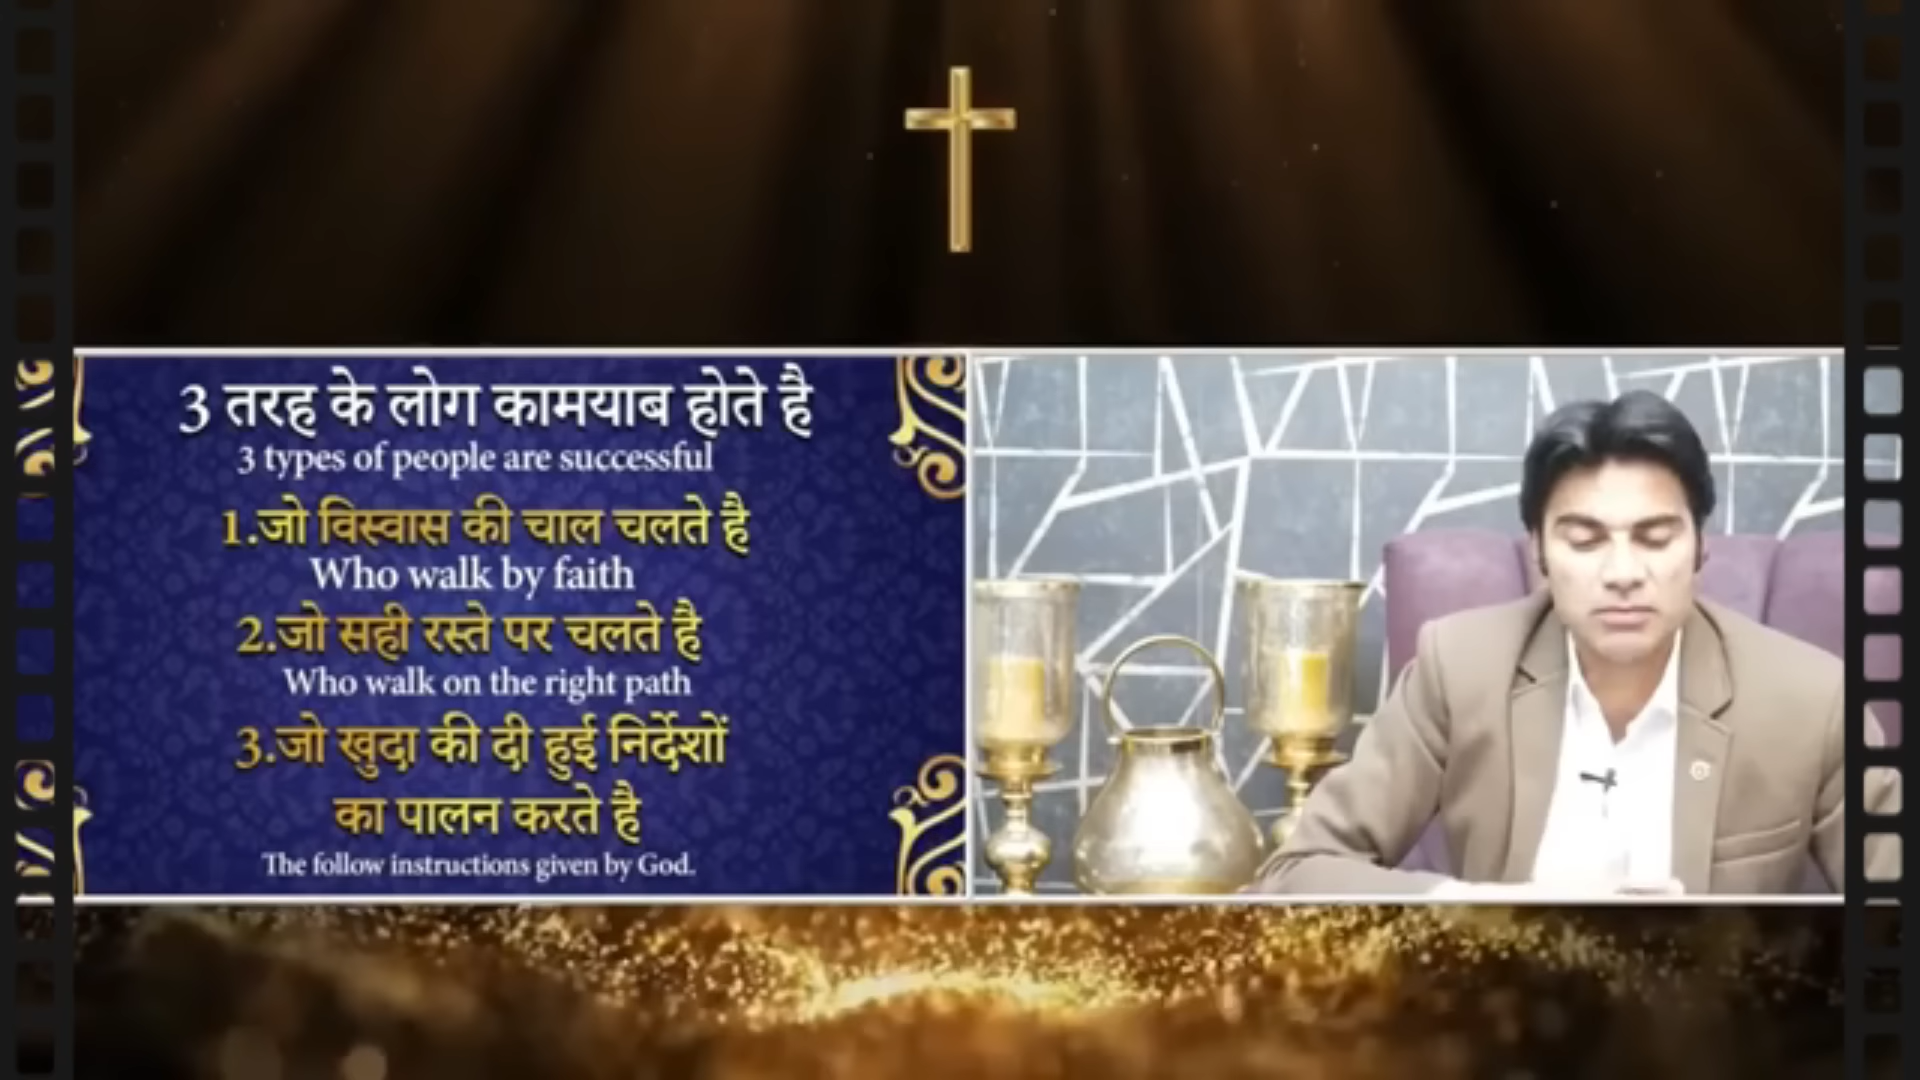 3 तरह के लोग कामयाब होते है
3 types of people are successful
1.जो विस्वास की चाल चलते है
Who walk by faith
2.जो सही रस्ते पर चलते है
Who walk on the right path
3.जो खुदा की दी हुई निर्देशों
का पालन करते है
The follow instructions given by God.